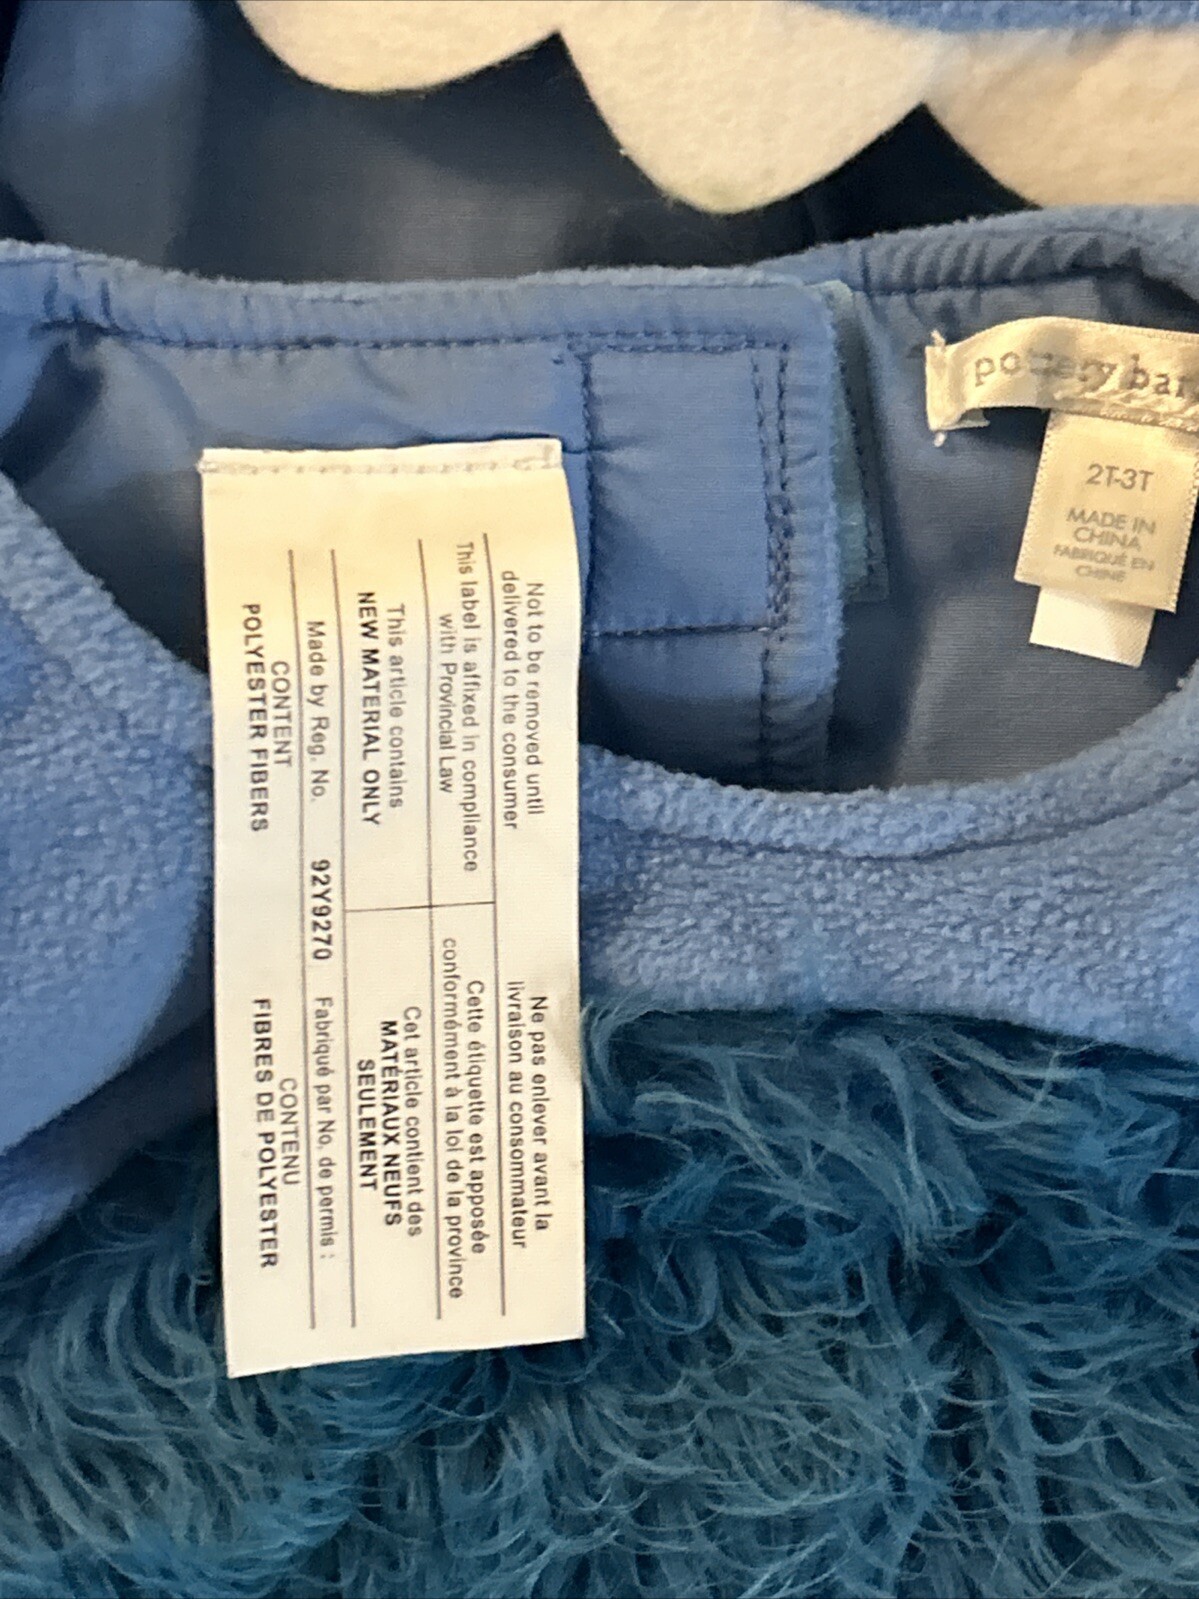 Not to be removed until
delivered to the consumer
Ne pas enlever avant la
livraison au consommateur
This label is affixed in compliance
with Provincial Law
Cette étiquette est apposée
conformément à la loi de la province
This article contains
NEW MATERIAL ONLY
Cet article contient des
MATÉRIAUX NEUFS
SEULEMENT
Made by Reg. No. 92Y9270 Fabriqué par No. de permis :
CONTENT
POLYESTER FIBERS
CONTENU
FIBRES DE POLYESTER
pottery bar
2T-3T
MADE IN
CHINA
FABRIQUÉ EN
CHINE